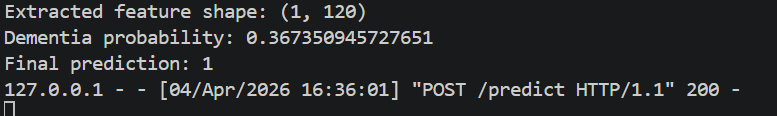 Extracted feature shape: (1, 120)
Dementia probability: 0.367350945727651
Final prediction: 1
127.0.0.1 - - [04/Apr/2026 16:36:01] "POST /predict HTTP/1.1" 200 -